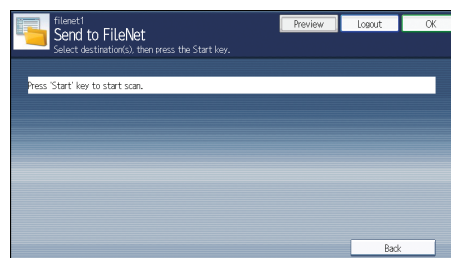 filenet1
Send to FileNet
Select destination(s), then press the Start key.
Preview
Logout
OK
Press 'Start' key to start scan.
Back